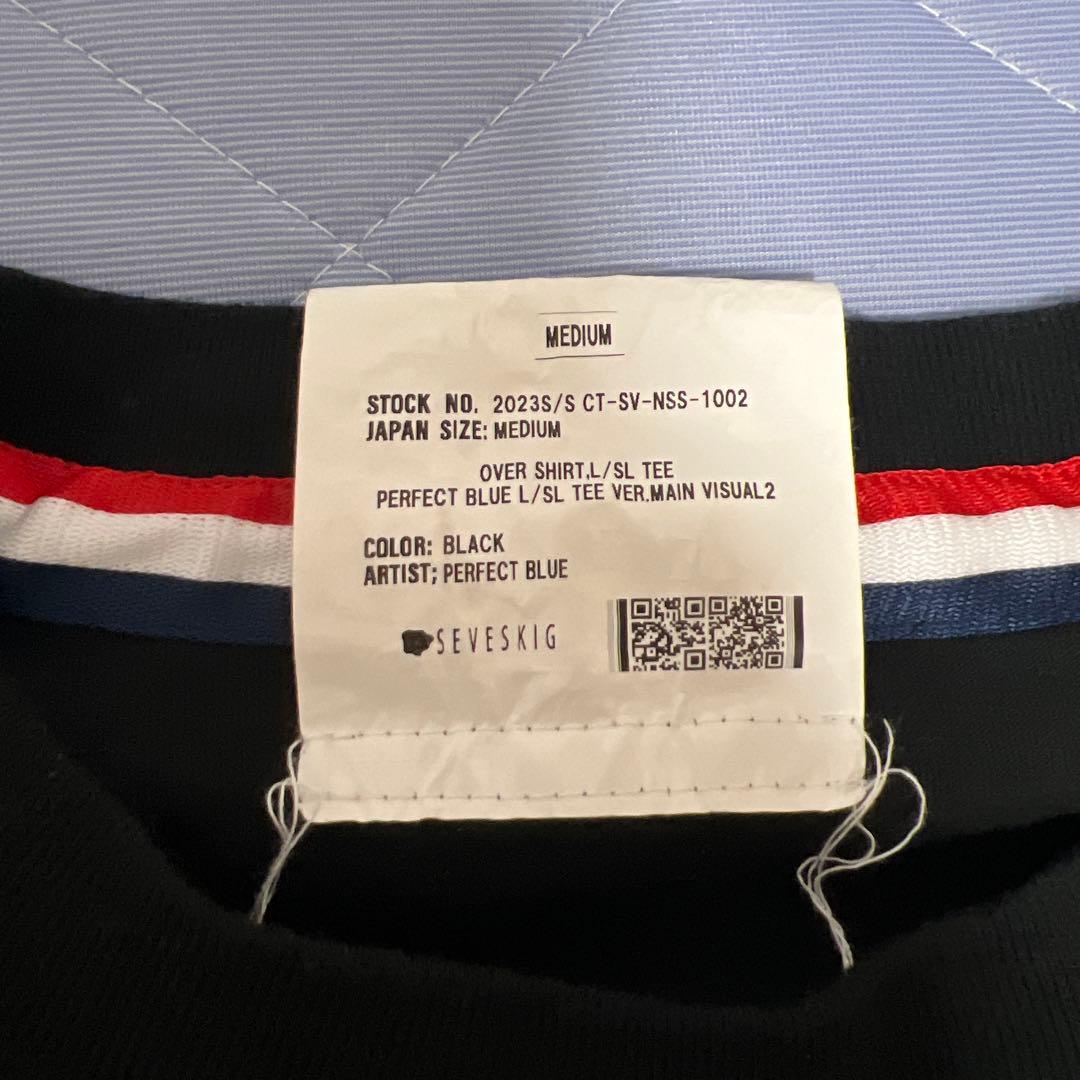 MEDIUM
STOCK NO. 2023S/S CT-SV-NSS-1002
JAPAN SIZE: MEDIUM
OVER SHIRT,L/SL TEE
PERFECT BLUE L/SL TEE VER.MAIN VISUAL2
COLOR: BLACK
ARTIST; PERFECT BLUE
SEVESKIG